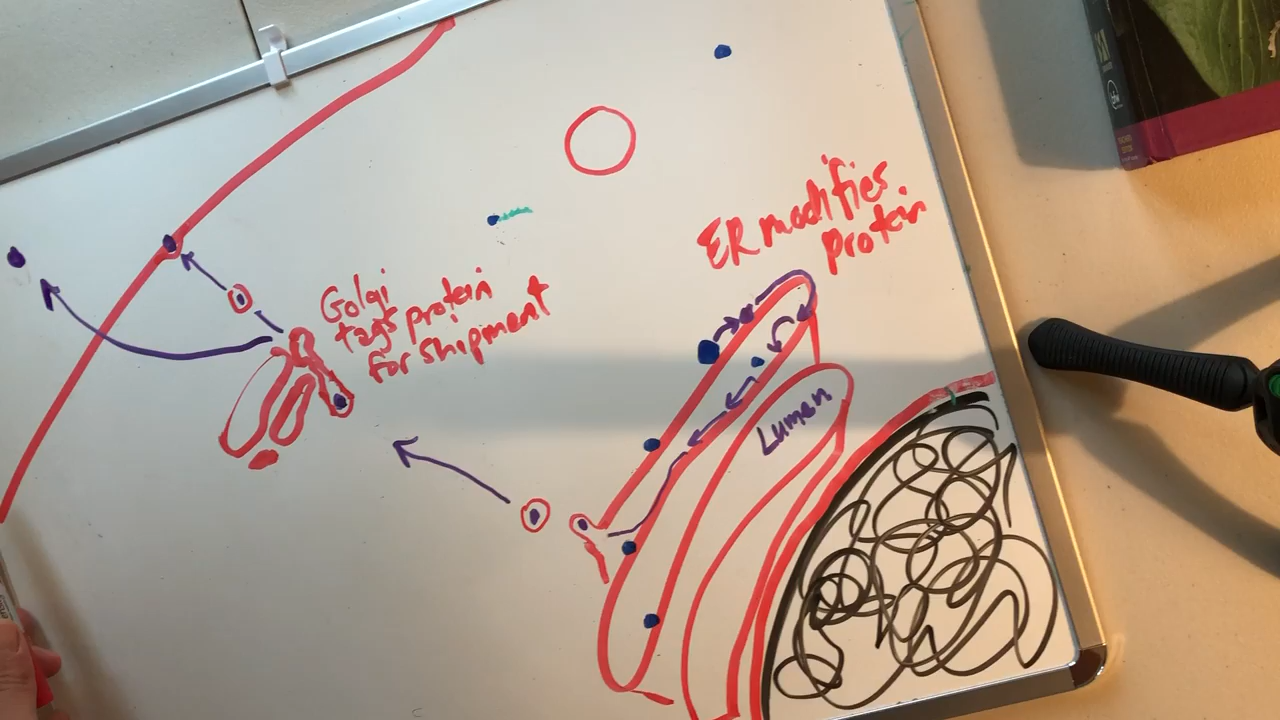 ER modifies
protein
Golgi
tags protein
for shipment
Lumen